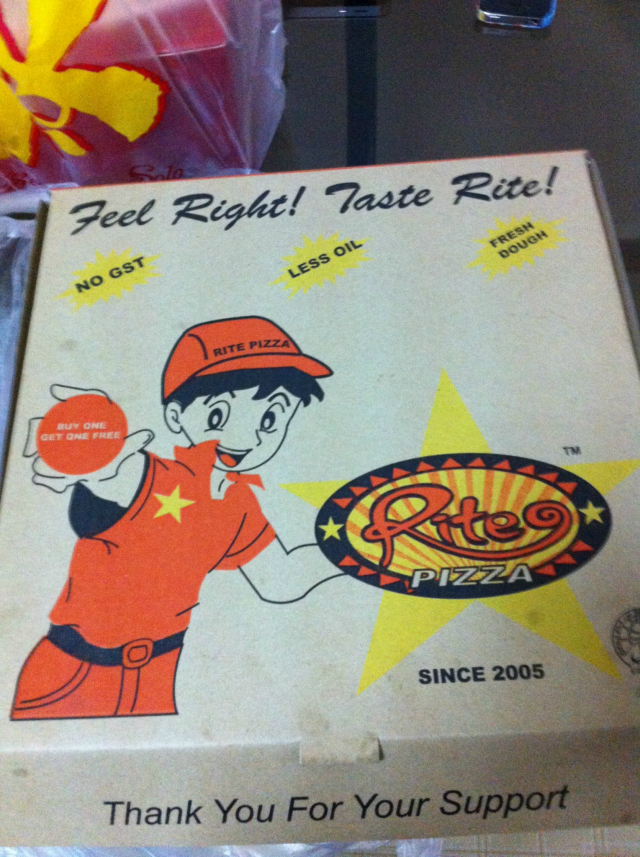 Feel Right! Taste Rite!
NO GST
LESS OIL
FRESH
DOUGH
RITE PIZZA
BUY ONE
GET ONE FREE
TM
Rite
PIZZA
SINCE 2005
Thank You For Your Support